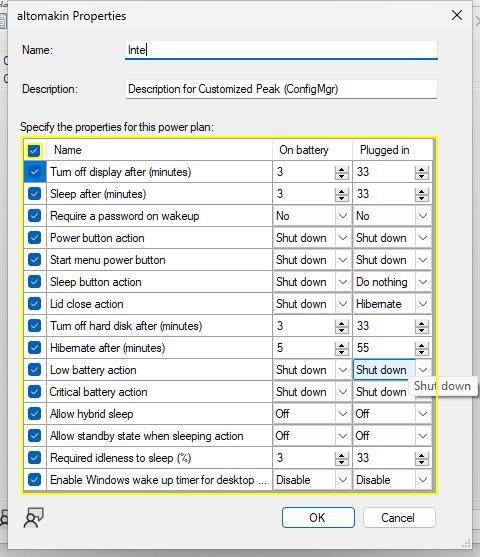 altomakin Properties
Name: Inte
Description: Description for Customized Peak (ConfigMgr)
Specify the properties for this power plan:
Name On battery Plugged in
Turn off display after (minutes) 3 33
Sleep after (minutes) 3 33
Require a password on wakeup No No
Power button action Shut down Shut down
Start menu power button Shut down Shut down
Sleep button action Shut down Do nothing
Lid close action Shut down Hibernate
Turn off hard disk after (minutes) 3 33
Hibernate after (minutes) 5 55
Low battery action Shut down Shut down
Shut down
Critical battery action Shut down Shut down
Allow hybrid sleep Off Off
Allow standby state when sleeping action Off Off
Required idleness to sleep (%) 3 33
Enable Windows wake up timer for desktop ... Disable Disable
OK Cancel